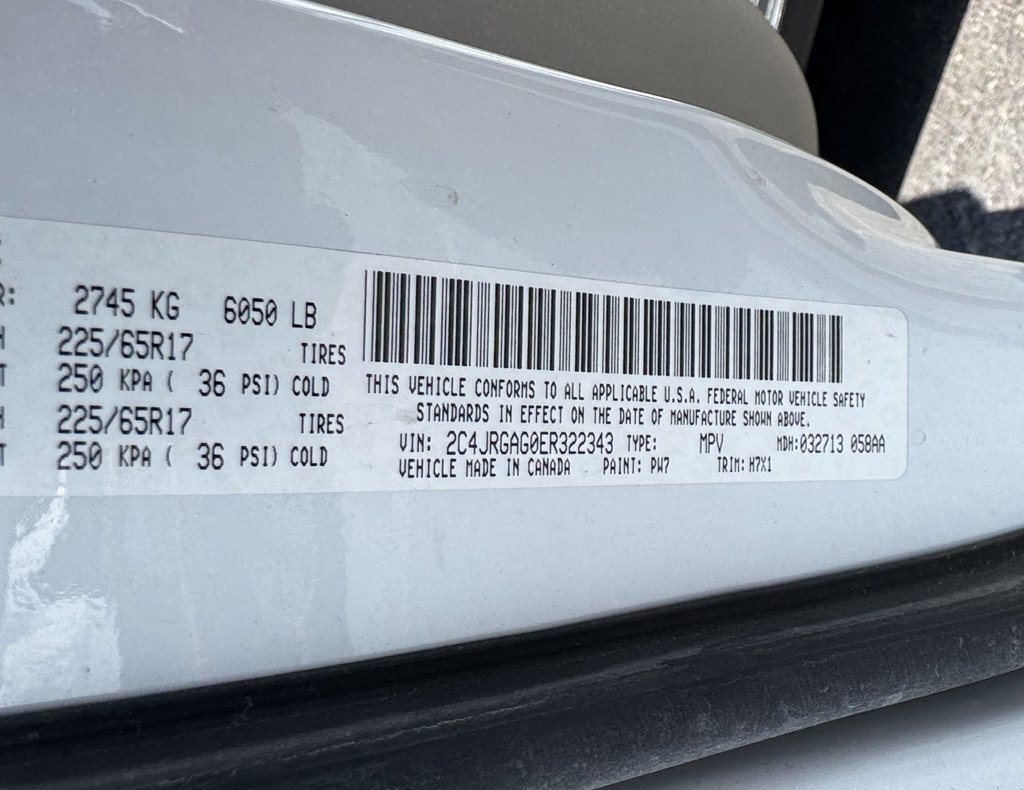 R: 2745 KG 6050 LB
H 225/65R17 TIRES
T 250 KPA ( 36 PSI) COLD
H 225/65R17 TIRES
T 250 KPA ( 36 PSI) COLD
THIS VEHICLE CONFORMS TO ALL APPLICABLE U.S.A. FEDERAL MOTOR VEHICLE SAFETY
STANDARDS IN EFFECT ON THE DATE OF MANUFACTURE SHOWN ABOVE.
VIN: 2C4JRGAG0ER322343 TYPE: MPV MDH:032713 058AA
VEHICLE MADE IN CANADA PAINT: PW7 TRIM: H7X1